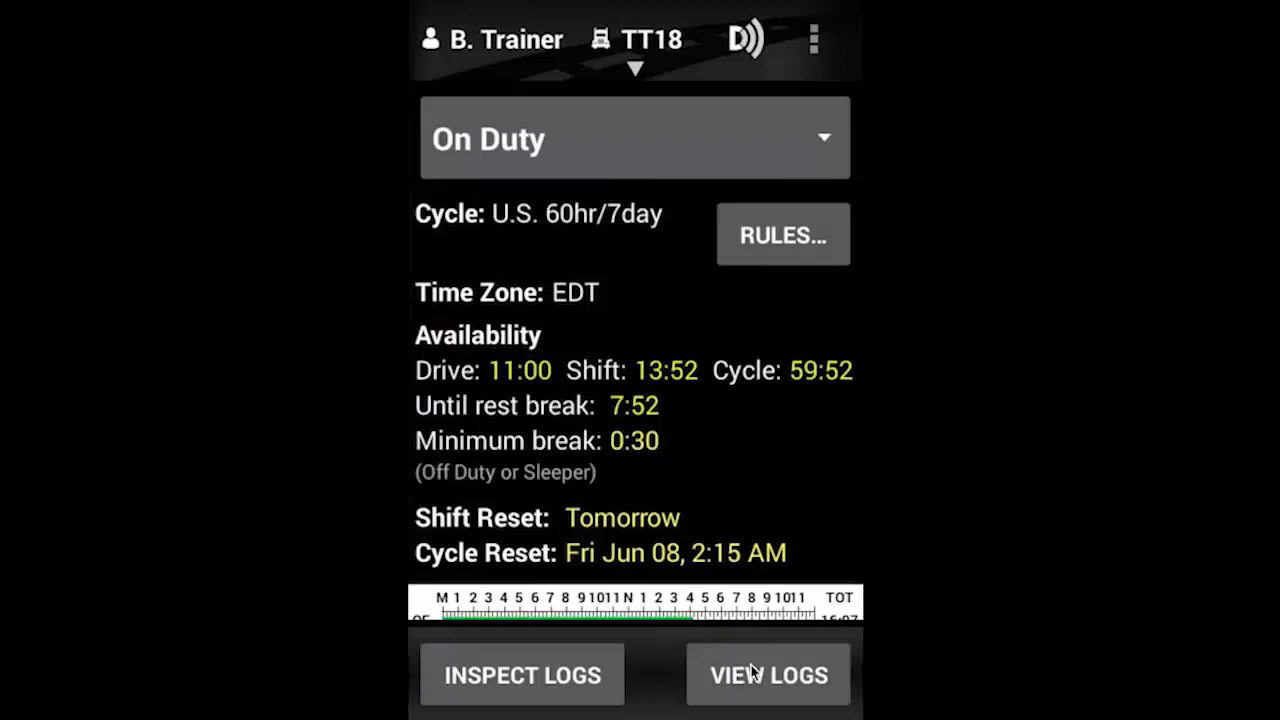 B. Trainer TT18 D
On Duty
Cycle: U.S. 60hr/7day
RULES...
Time Zone: EDT
Availability
Drive: 11:00 Shift: 13:52 Cycle: 59:52
Until rest break: 7:52
Minimum break: 0:30
(Off Duty or Sleeper)
Shift Reset: Tomorrow
Cycle Reset: Fri Jun 08, 2:15 AM
M 1 2 3 4 5 6 7 8 9 10 11 N 1 2 3 4 5 6 7 8 9 10 11 TOT
16:07
INSPECT LOGS VIEW LOGS